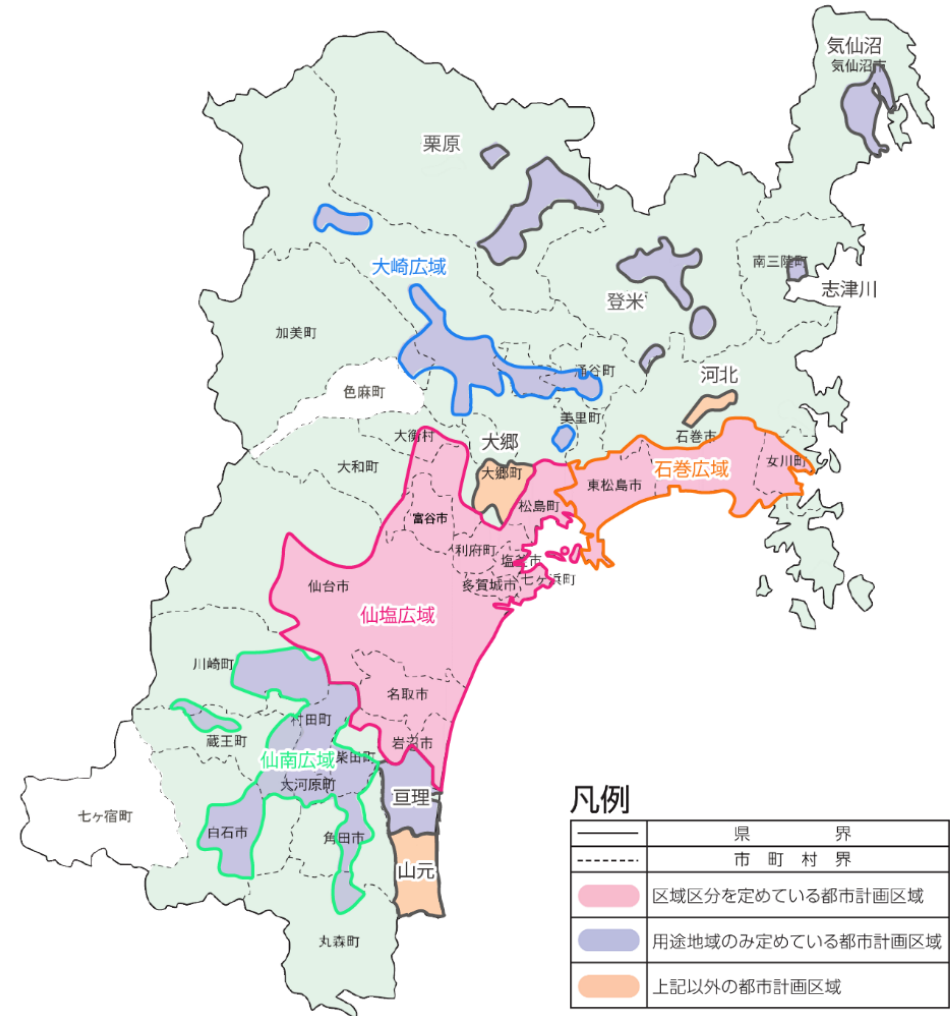 気仙沼
気仙沼市
栗原
大崎広域
南三陸町
志津川
登米
加美町
涌谷町
河北
色麻町
美里町
石巻市
大衡村
大郷
大郷町
大和町
石巻広域
女川町
東松島市
松島町
富谷市
利府町
塩竈市
仙台市
多賀城市
七ヶ浜町
仙塩広域
川崎町
名取市
村田町
蔵王町
岩沼市
仙南広域
柴田町
大河原町
亘理
七ヶ宿町
白石市
角田市
山元
丸森町
凡例
県界
市町村界
区域区分を定めている都市計画区域
用途地域のみ定めている都市計画区域
上記以外の都市計画区域